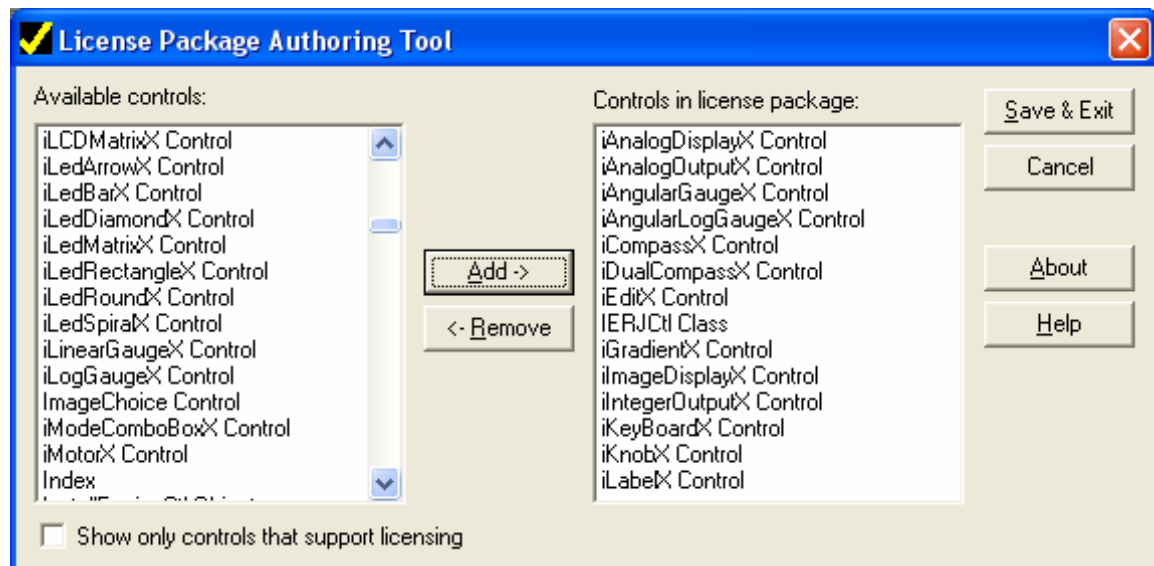 License Package Authoring Tool
Available controls:
iLCDMatrixX Control
iLedArrowX Control
iLedBarX Control
iLedDiamondX Control
iLedMatrixX Control
iLedRectangleX Control
iLedRoundX Control
iLedSpiralX Control
iLinearGaugeX Control
iLogGaugeX Control
ImageChoice Control
iModeComboBoxX Control
iMotorX Control
Index
Add ->
<- Remove
Controls in license package:
iAnalogDisplayX Control
iAnalogOutputX Control
iAngularGaugeX Control
iAngularLogGaugeX Control
iCompassX Control
iDualCompassX Control
iEditX Control
IERJCtl Class
iGradientX Control
iImageDisplayX Control
iIntegerOutputX Control
iKeyBoardX Control
iKnobX Control
iLabelX Control
Save & Exit
Cancel
About
Help
Show only controls that support licensing